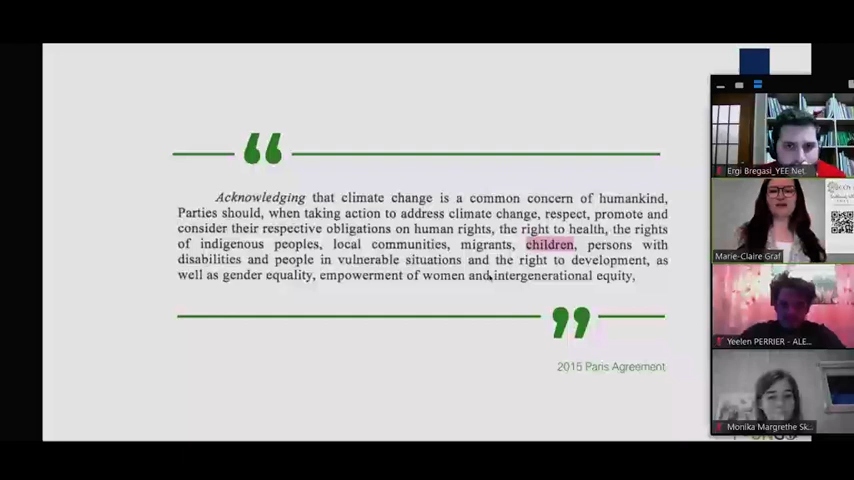 Acknowledging that climate change is a common concern of humankind,
Parties should, when taking action to address climate change, respect, promote and
consider their respective obligations on human rights, the right to health, the rights
of indigenous peoples, local communities, migrants, children, persons with
disabilities and people in vulnerable situations and the right to development, as
well as gender equality, empowerment of women and intergenerational equity,
2015 Paris Agreement
Ergi Bregasi_YEE Net
Marie-Claire Graf
Yeelen PERRIER - ALE...
Monika Margrethe Sk...